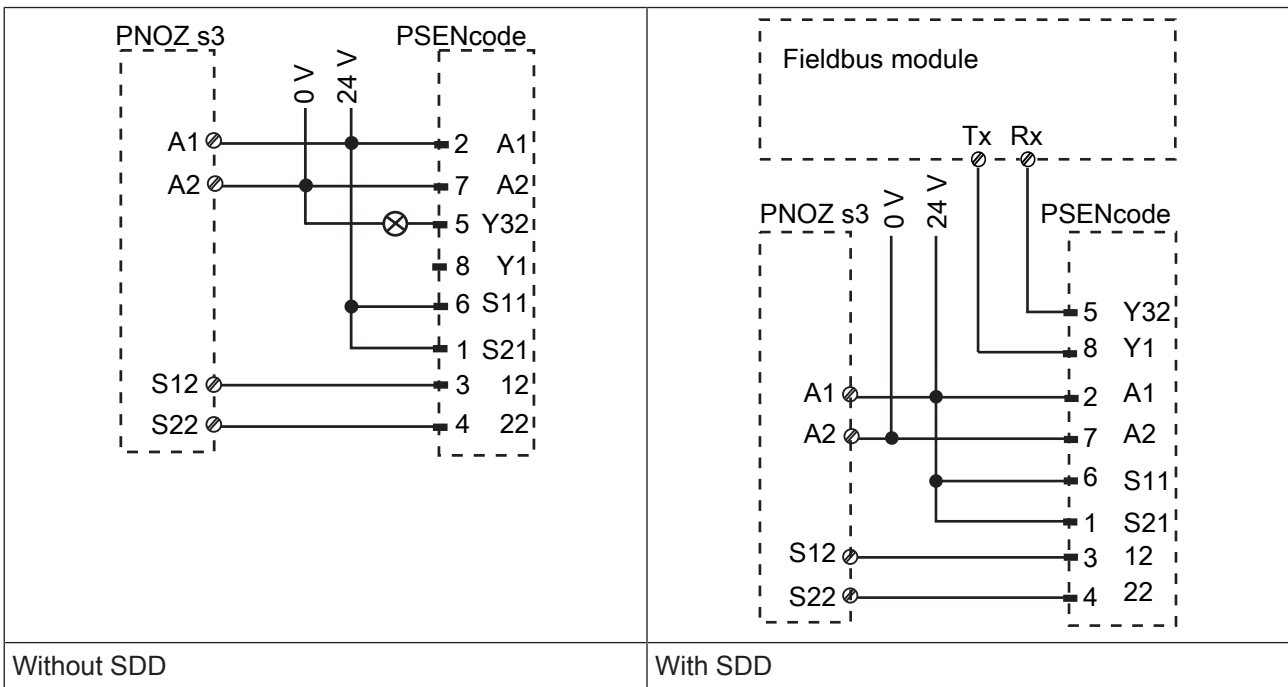 PNOZ s3 PSENcode
0 V 24 V
A1 2 A1
A2 7 A2
5 Y32
8 Y1
6 S11
1 S21
S12 3 12
S22 4 22
Without SDD
Fieldbus module
Tx Rx
PNOZ s3 0 V 24 V PSENcode
5 Y32
8 Y1
A1 2 A1
A2 7 A2
6 S11
1 S21
S12 3 12
S22 4 22
With SDD